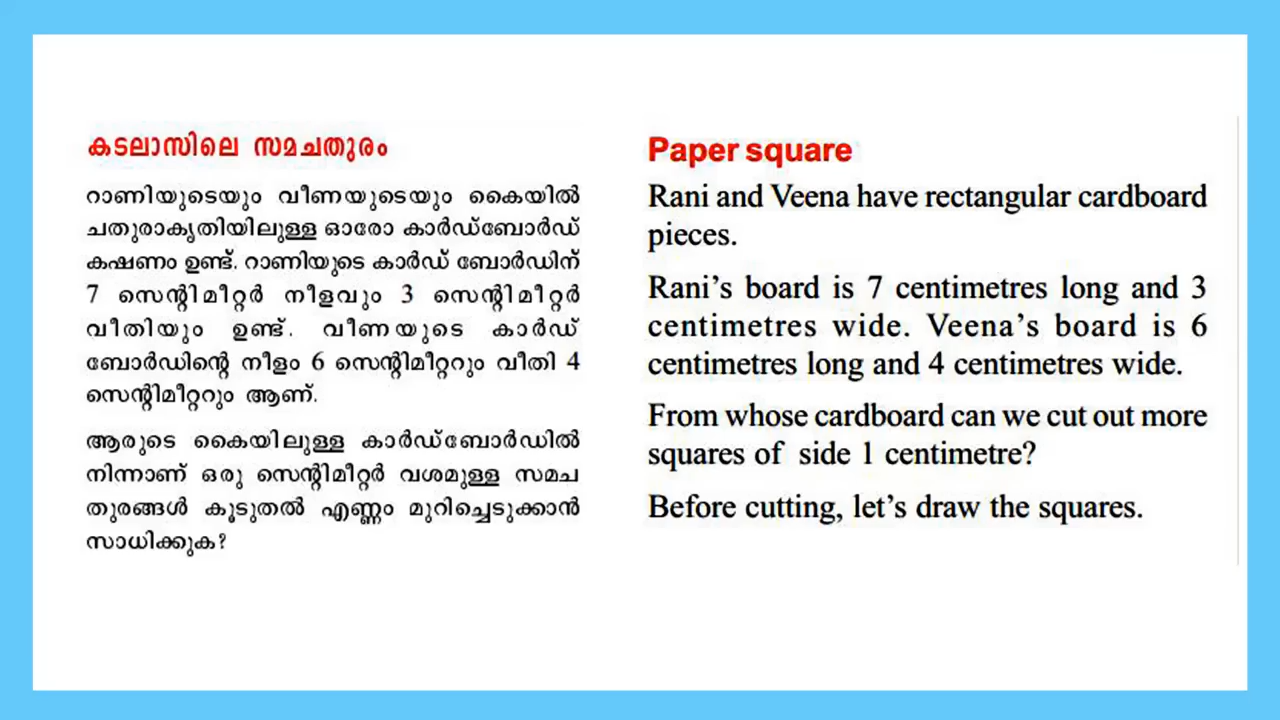 കടലാസിലെ സമചതുരം
റാണിയുടെയും വീണയുടെയും കൈയിൽ
ചതുരാകൃതിയിലുള്ള ഓരോ കാർഡ്ബോർഡ്
കഷണം ഉണ്ട്. റാണിയുടെ കാർഡ് ബോർഡിന്
7 സെന്റിമീറ്റർ നീളവും 3 സെന്റിമീറ്റർ
വീതിയും ഉണ്ട്. വീണയുടെ കാർഡ്
ബോർഡിന്റെ നീളം 6 സെന്റിമീറ്ററും വീതി 4
സെന്റിമീറ്ററും ആണ്.
ആരുടെ കൈയിലുള്ള കാർഡ്ബോർഡിൽ
നിന്നാണ് ഒരു സെന്റിമീറ്റർ വശമുള്ള സമച
തുരങ്ങൾ കൂടുതൽ എണ്ണം മുറിച്ചെടുക്കാൻ
സാധിക്കുക?
Paper square
Rani and Veena have rectangular cardboard
pieces.
Rani's board is 7 centimetres long and 3
centimetres wide. Veena's board is 6
centimetres long and 4 centimetres wide.
From whose cardboard can we cut out more
squares of side 1 centimetre?
Before cutting, let's draw the squares.